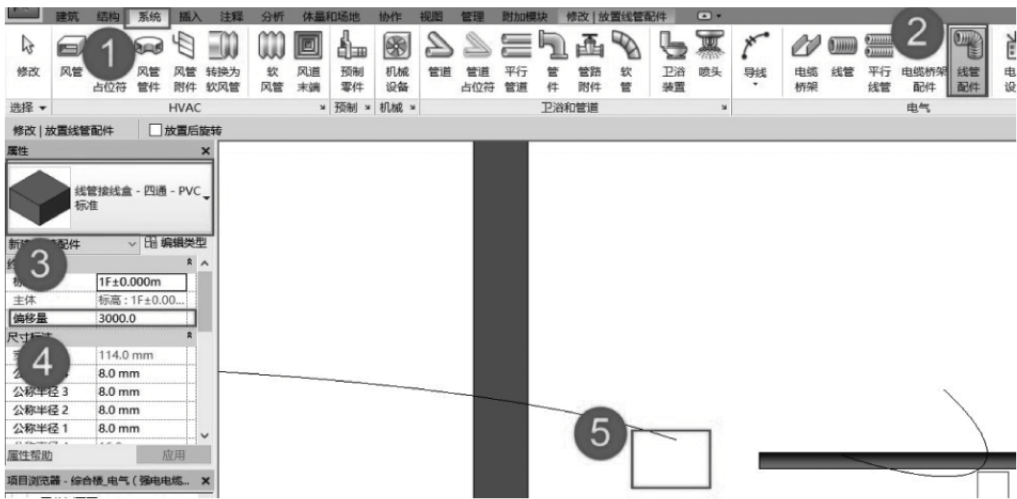 建筑 结构 系统 插入 注释 分析 体量和场地 协作 视图 管理 附加模块 修改 | 放置线管配件
1
2
修改 风管 风管 风管 风管 转换为 软 风道 预制 机械 管道 管道 平行 管 管路 软 卫浴 喷头 导线 电缆 线管 平行 电缆桥架 线管
占位符 管件 附件 软风管 风管 末端 零件 设备 占位符 管道 件 附件 管 装置 桥架 线管 配件 配件
选择 HVAC 预制 机械 卫浴和管道 电气
修改 | 放置线管配件 放置后旋转
属性
线管接线盒 - 四通 - PVC
标准
配件 编辑类型
3
1F±0.000m
主体 标高 : 1F±0.00...
偏移量 3000.0
尺寸标注
4
114.0 mm
8.0 mm
公称半径 3 8.0 mm
公称半径 2 8.0 mm
公称半径 1 8.0 mm
5
属性帮助 应用
项目浏览器 - 综合楼_电气 ( 强电电缆...